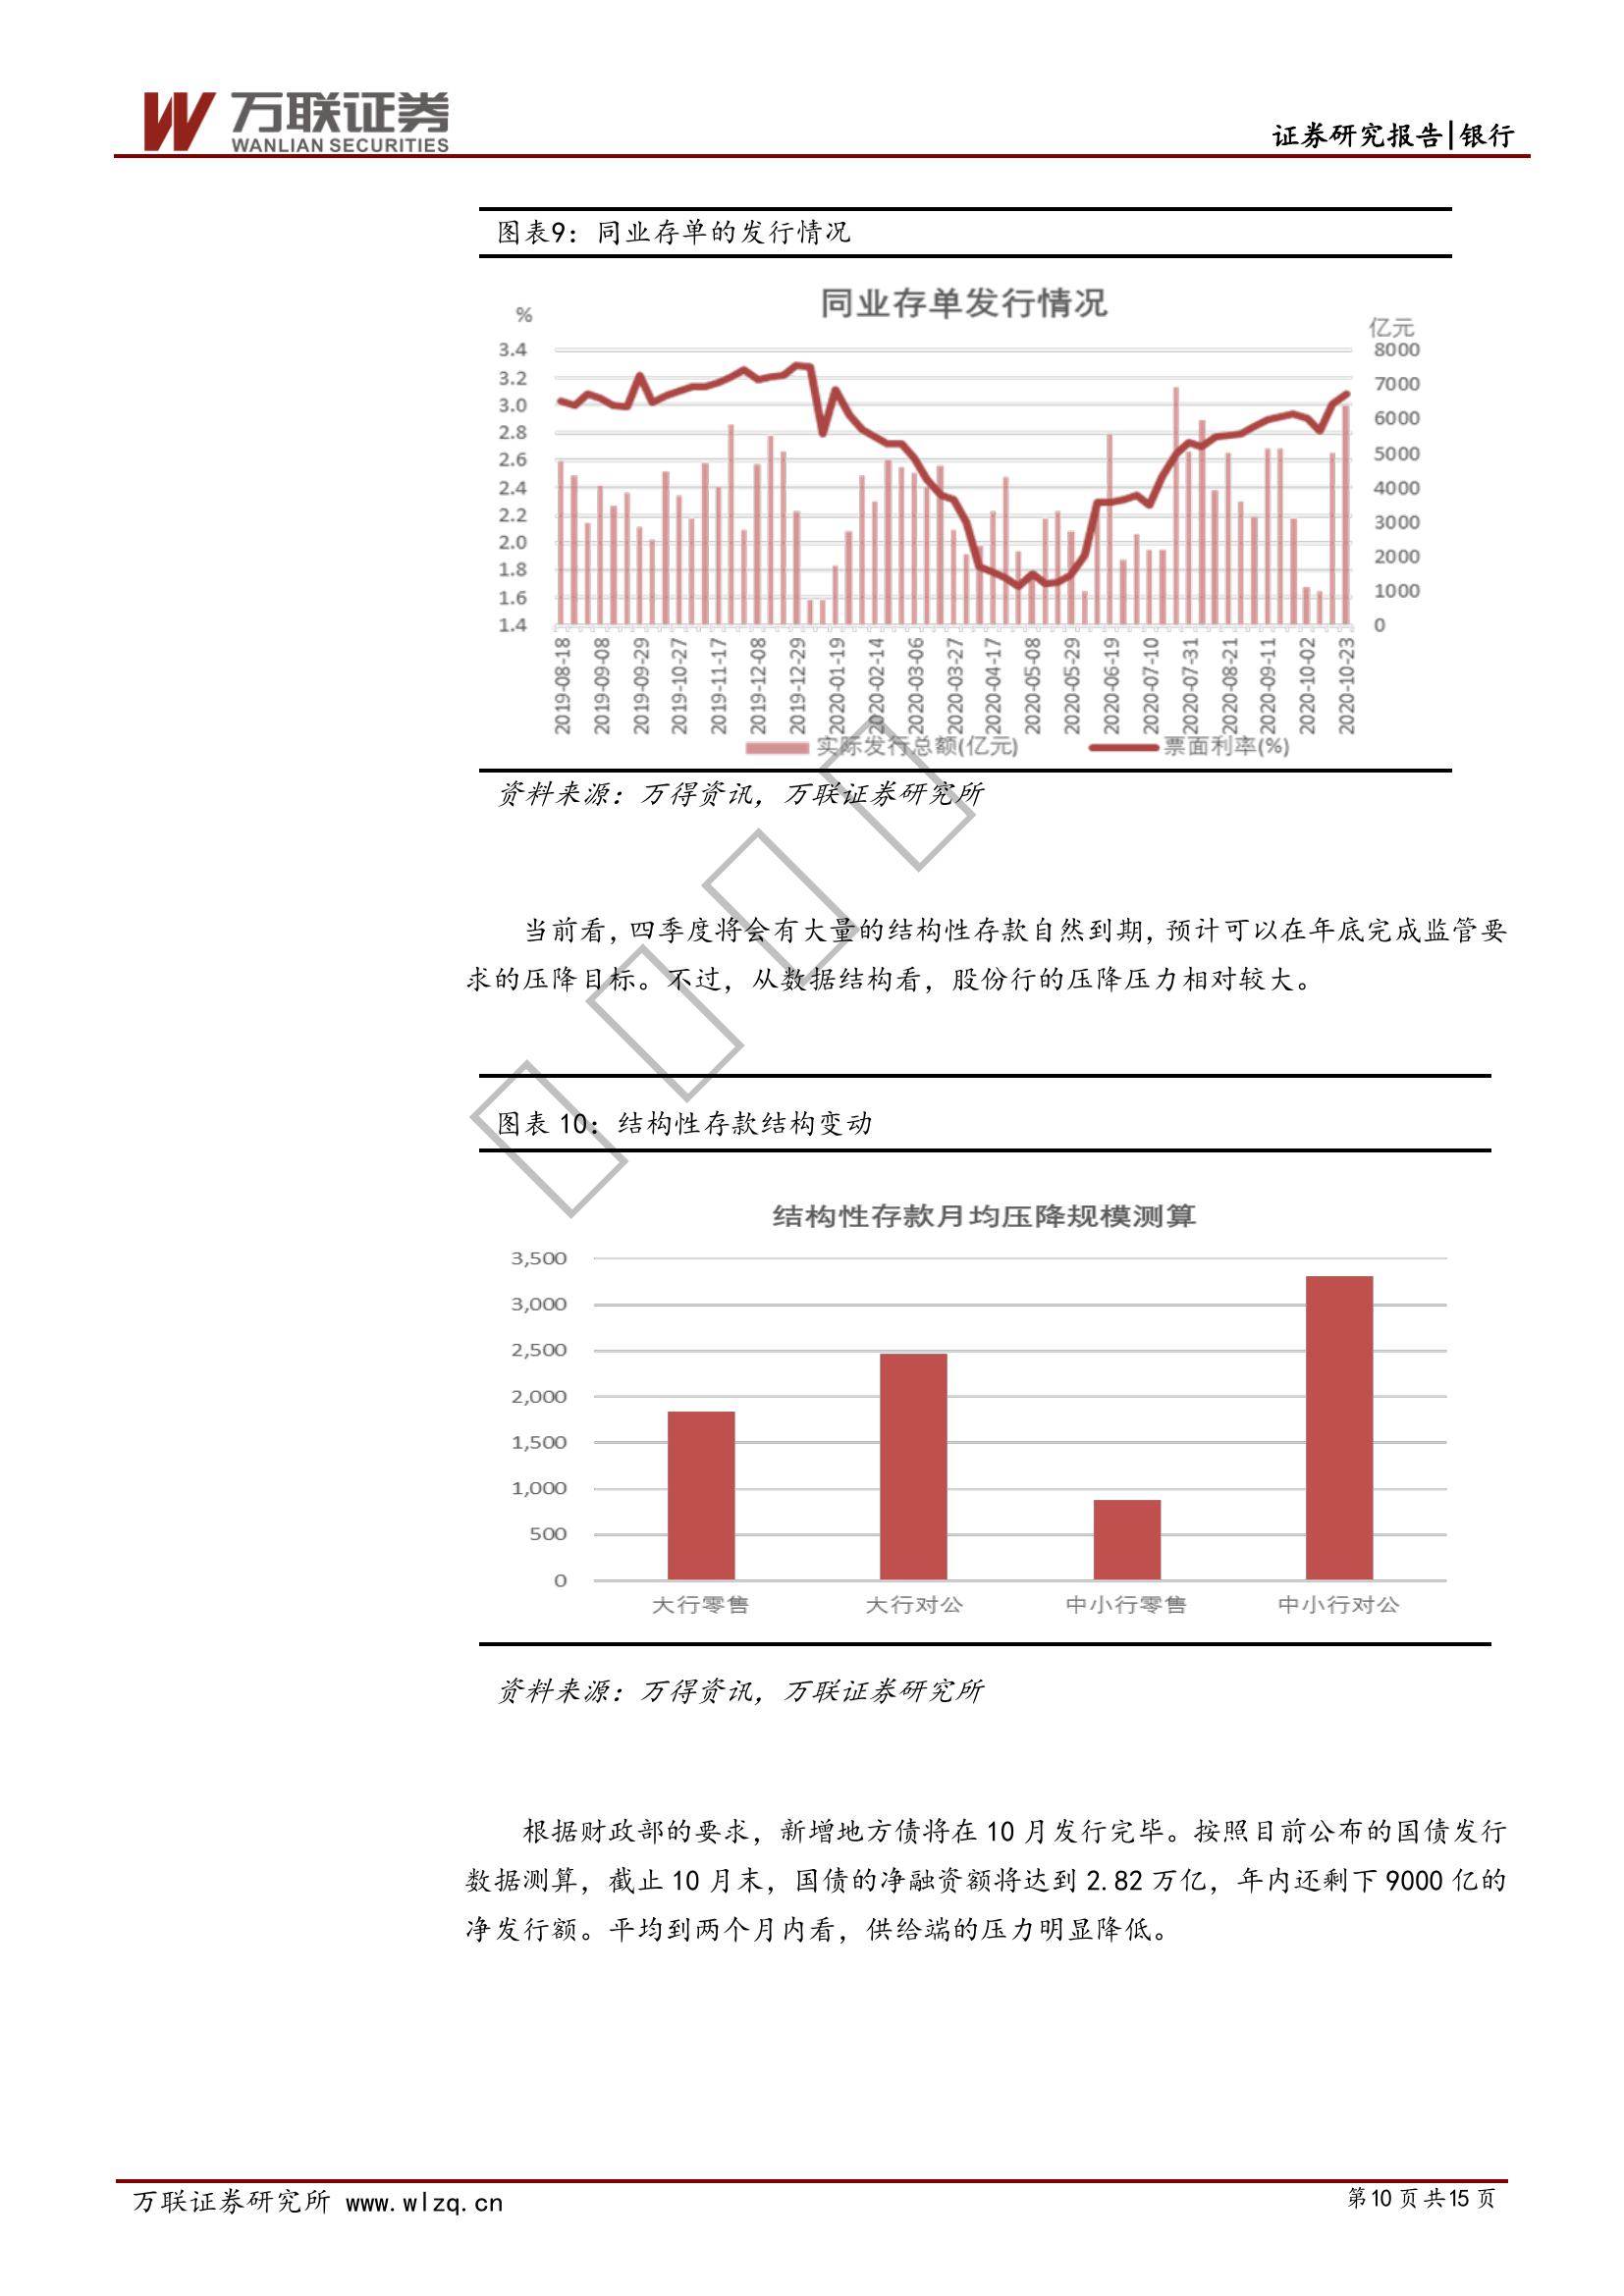 万联证券
WANLIAN SECURITIES
证券研究报告|银行
图表9：同业存单的发行情况
同业存单发行情况
%
亿元
3.4
3.2
3.0
2.8
2.6
2.4
2.2
2.0
1.8
1.6
1.4
8000
7000
6000
5000
4000
3000
2000
1000
0
2019-08-18
2019-09-08
2019-09-29
2019-10-27
2019-11-17
2019-12-08
2019-12-29
2020-01-19
2020-02-14
2020-03-06
2020-03-27
2020-04-17
2020-05-08
2020-05-29
2020-06-19
2020-07-10
2020-07-31
2020-08-21
2020-09-11
2020-10-02
2020-10-23
实际发行总额(亿元)
票面利率(%)
资料来源：万得资讯，万联证券研究所
当前看，四季度将会有大量的结构性存款自然到期，预计可以在年底完成监管要
求的压降目标。不过，从数据结构看，股份行的压降压力相对较大。
图表 10：结构性存款结构变动
结构性存款月均压降规模测算
3,500
3,000
2,500
2,000
1,500
1,000
500
0
大行零售
大行对公
中小行零售
中小行对公
资料来源：万得资讯，万联证券研究所
根据财政部的要求，新增地方债将在 10 月发行完毕。按照目前公布的国债发行
数据测算，截止 10 月末，国债的净融资额将达到 2.82 万亿，年内还剩下 9000 亿的
净发行额。平均到两个月内看，供给端的压力明显降低。
万联证券研究所 www.wlzq.cn
第10 页 共15 页